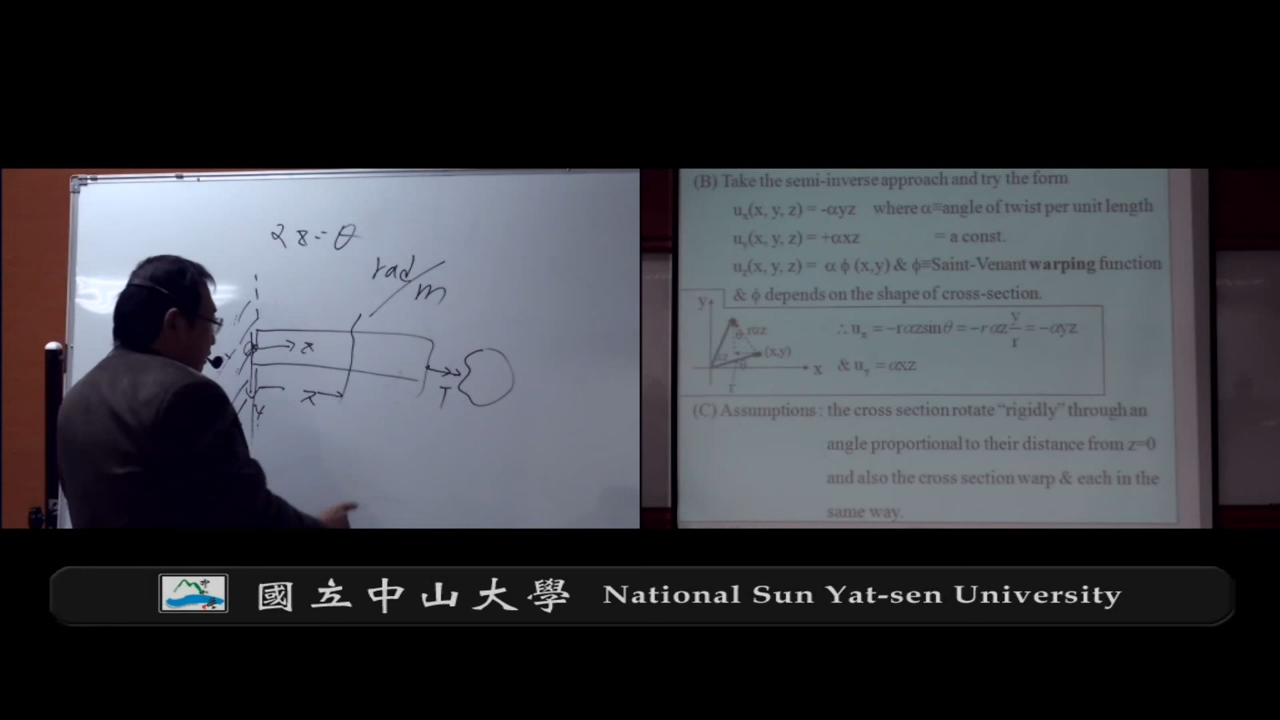 28=θ
rad/m
z
z
y
T
(B) Take the semi-inverse approach and try the form
uₓ(x, y, z) = -αyz where α≡angle of twist per unit length
uᵧ(x, y, z) = +αxz = a const.
u_z(x, y, z) = α ϕ (x,y) & ϕ≡Saint-Venant warping function
& ϕ depends on the shape of cross-section.
y
∴uₓ = −rαz sinθ = −rαz y/r = −αyz
θ rαz
(x,y)
x
& uᵧ = αxz
r
(C) Assumptions : the cross section rotate “rigidly” through an
angle proportional to their distance from z=0
and also the cross section warp & each in the
same way.
國立中山大學 National Sun Yat-sen University